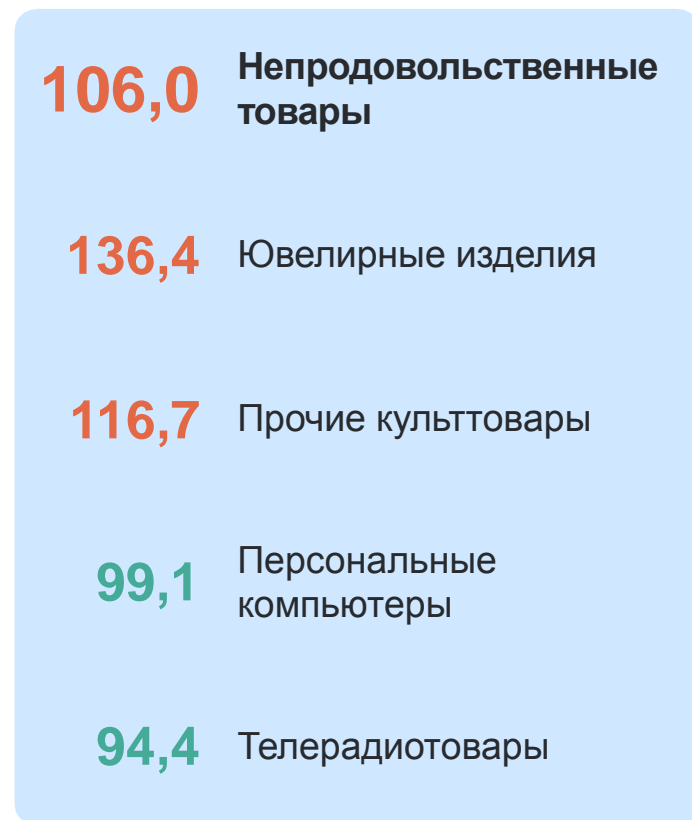 106,0 Непродовольственные
товары
136,4 Ювелирные изделия
116,7 Прочие культтовары
99,1 Персональные
компьютеры
94,4 Телерадиотовары